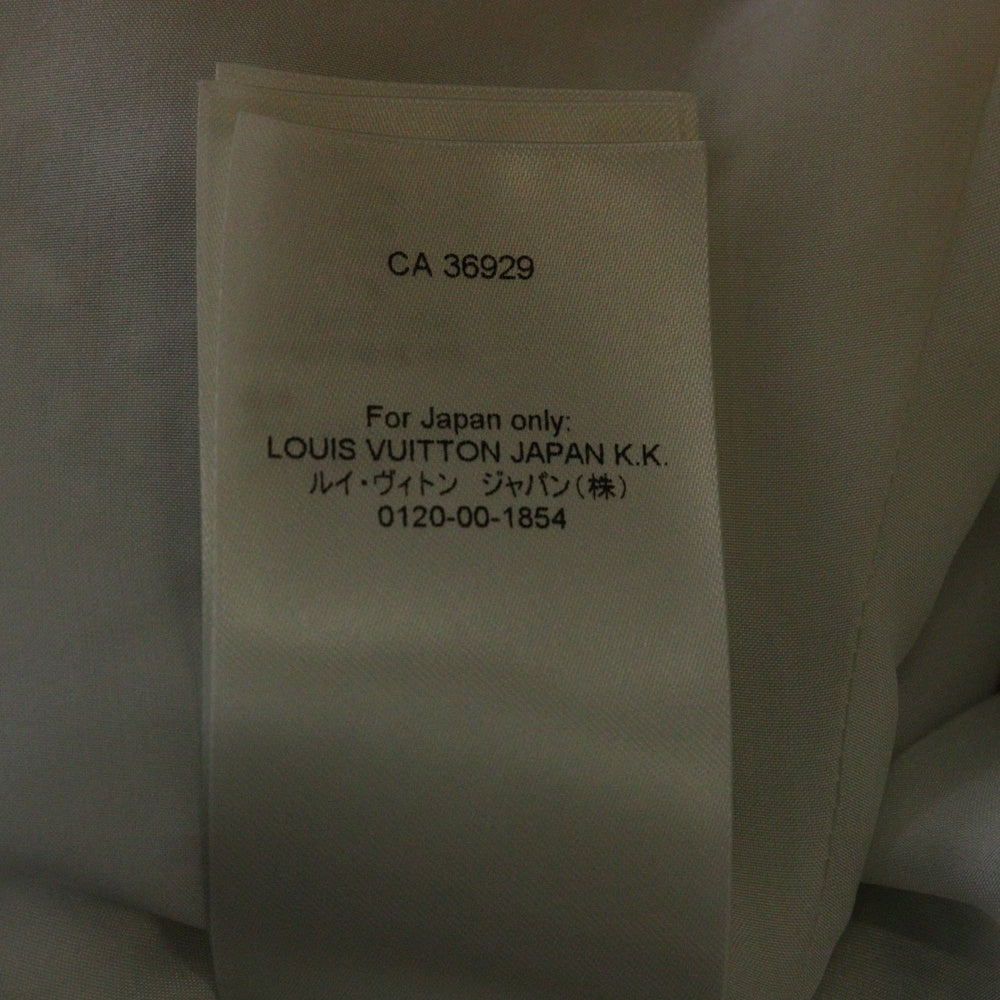 CA 36929
For Japan only:
LOUIS VUITTON JAPAN K.K.
ルイ・ヴィトン　ジャパン(株)
0120-00-1854